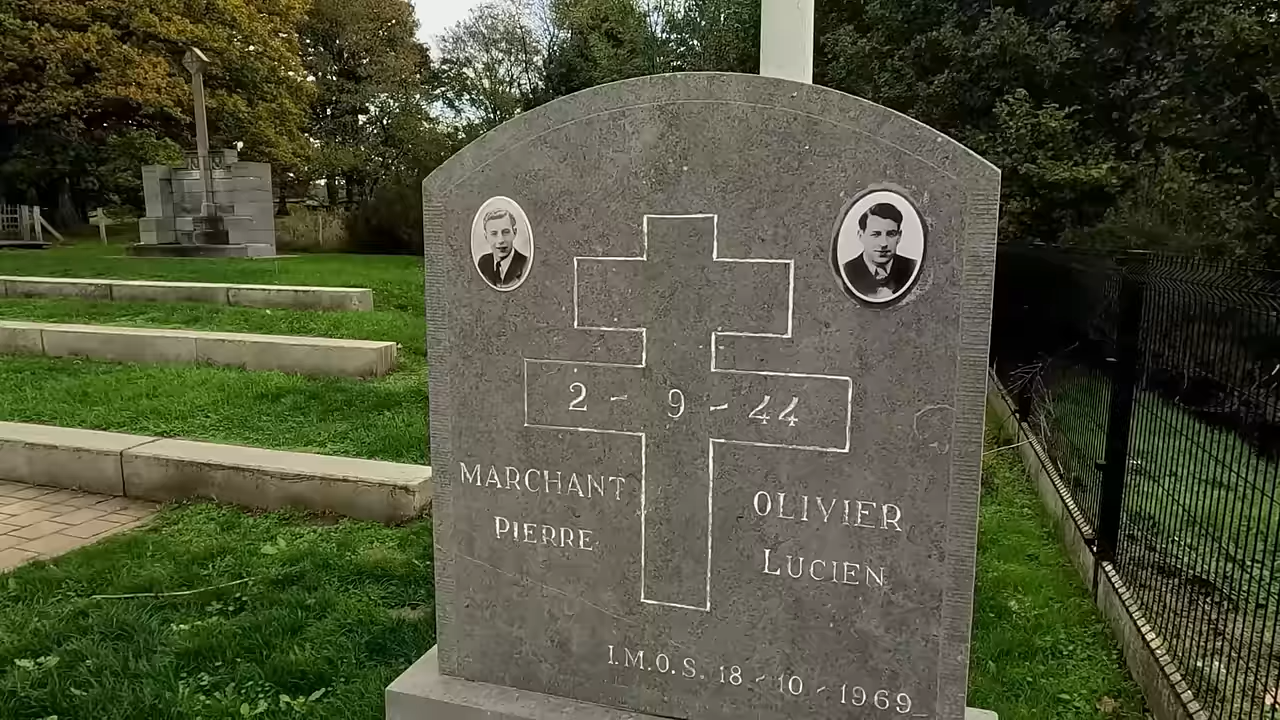 2 - 9 - 44
MARCHANT
PIERRE
OLIVIER
LUCIEN
I.M.O.S. 18 - 10 - 1969